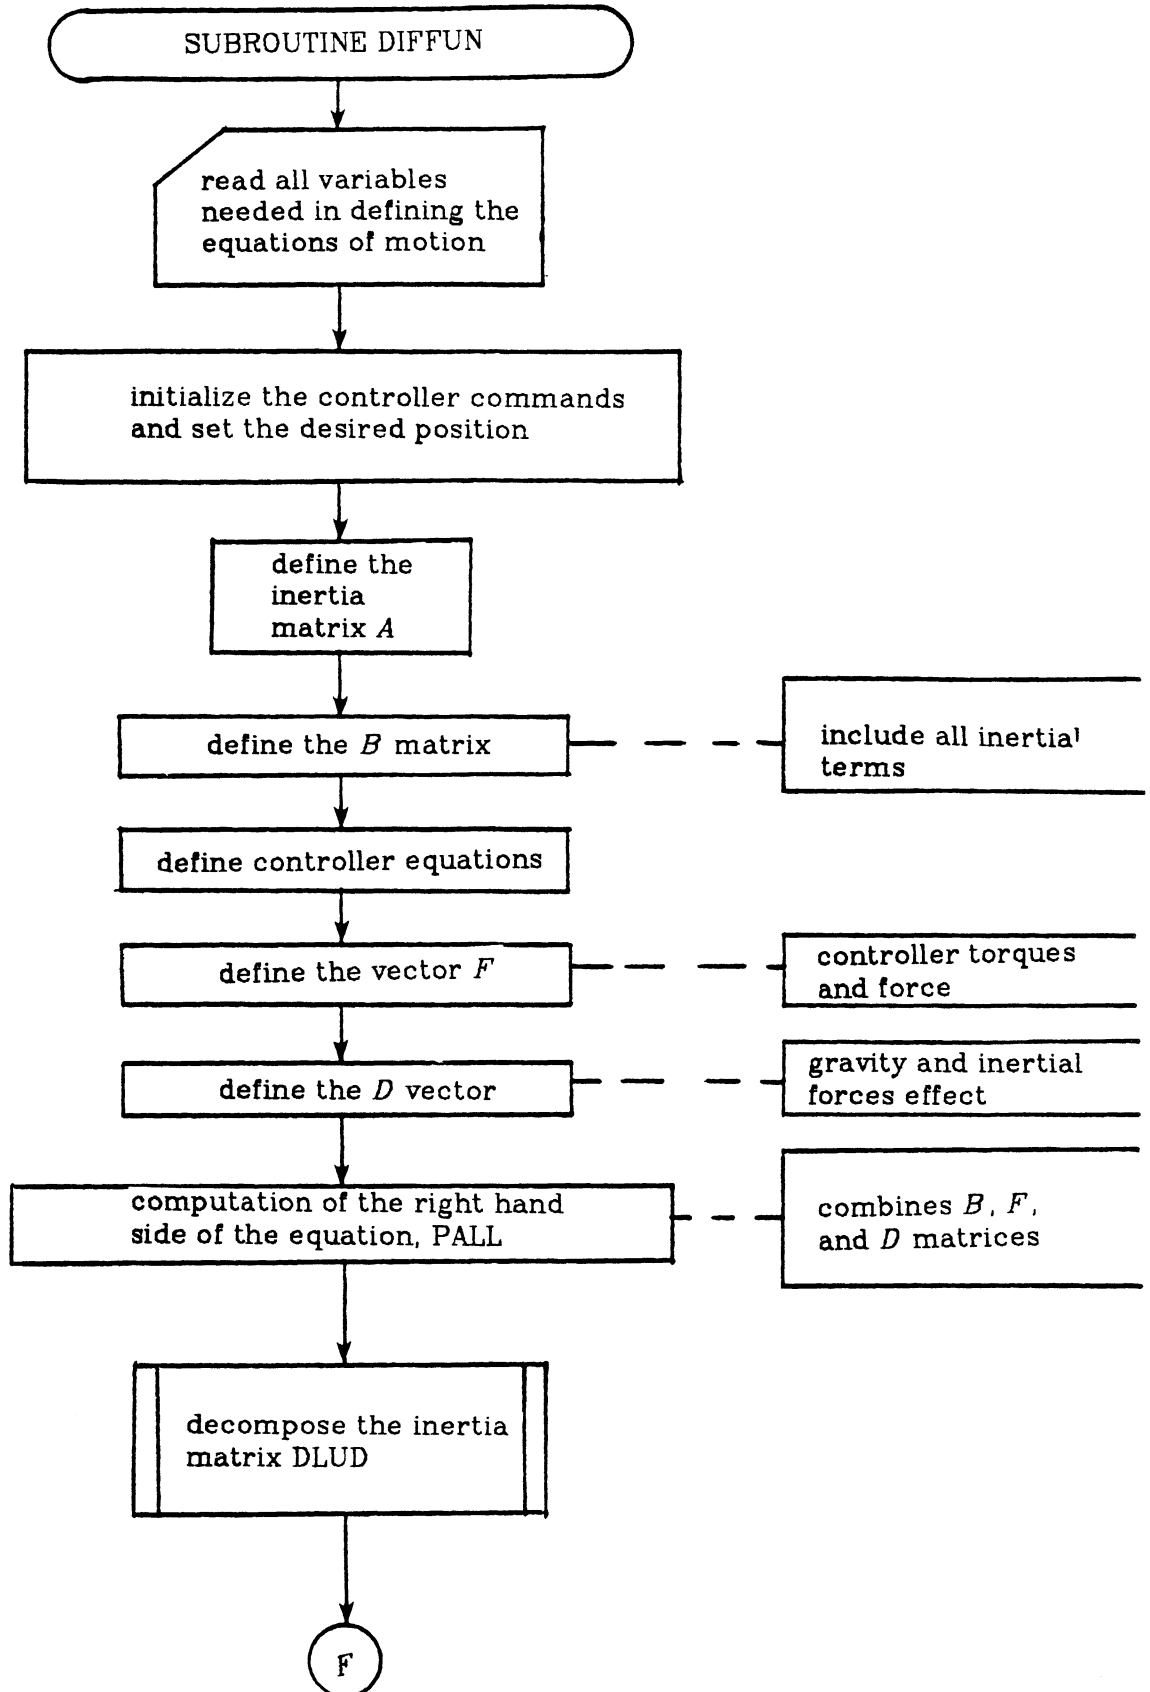 SUBROUTINE DIFFUN
read all variables
needed in defining the
equations of motion
initialize the controller commands
and set the desired position
define the
inertia
matrix A
define the B matrix
include all inertial
terms
define controller equations
define the vector F
controller torques
and force
define the D vector
gravity and inertial
forces effect
computation of the right hand
side of the equation, PALL
combines B, F,
and D matrices
decompose the inertia
matrix DLUD
F